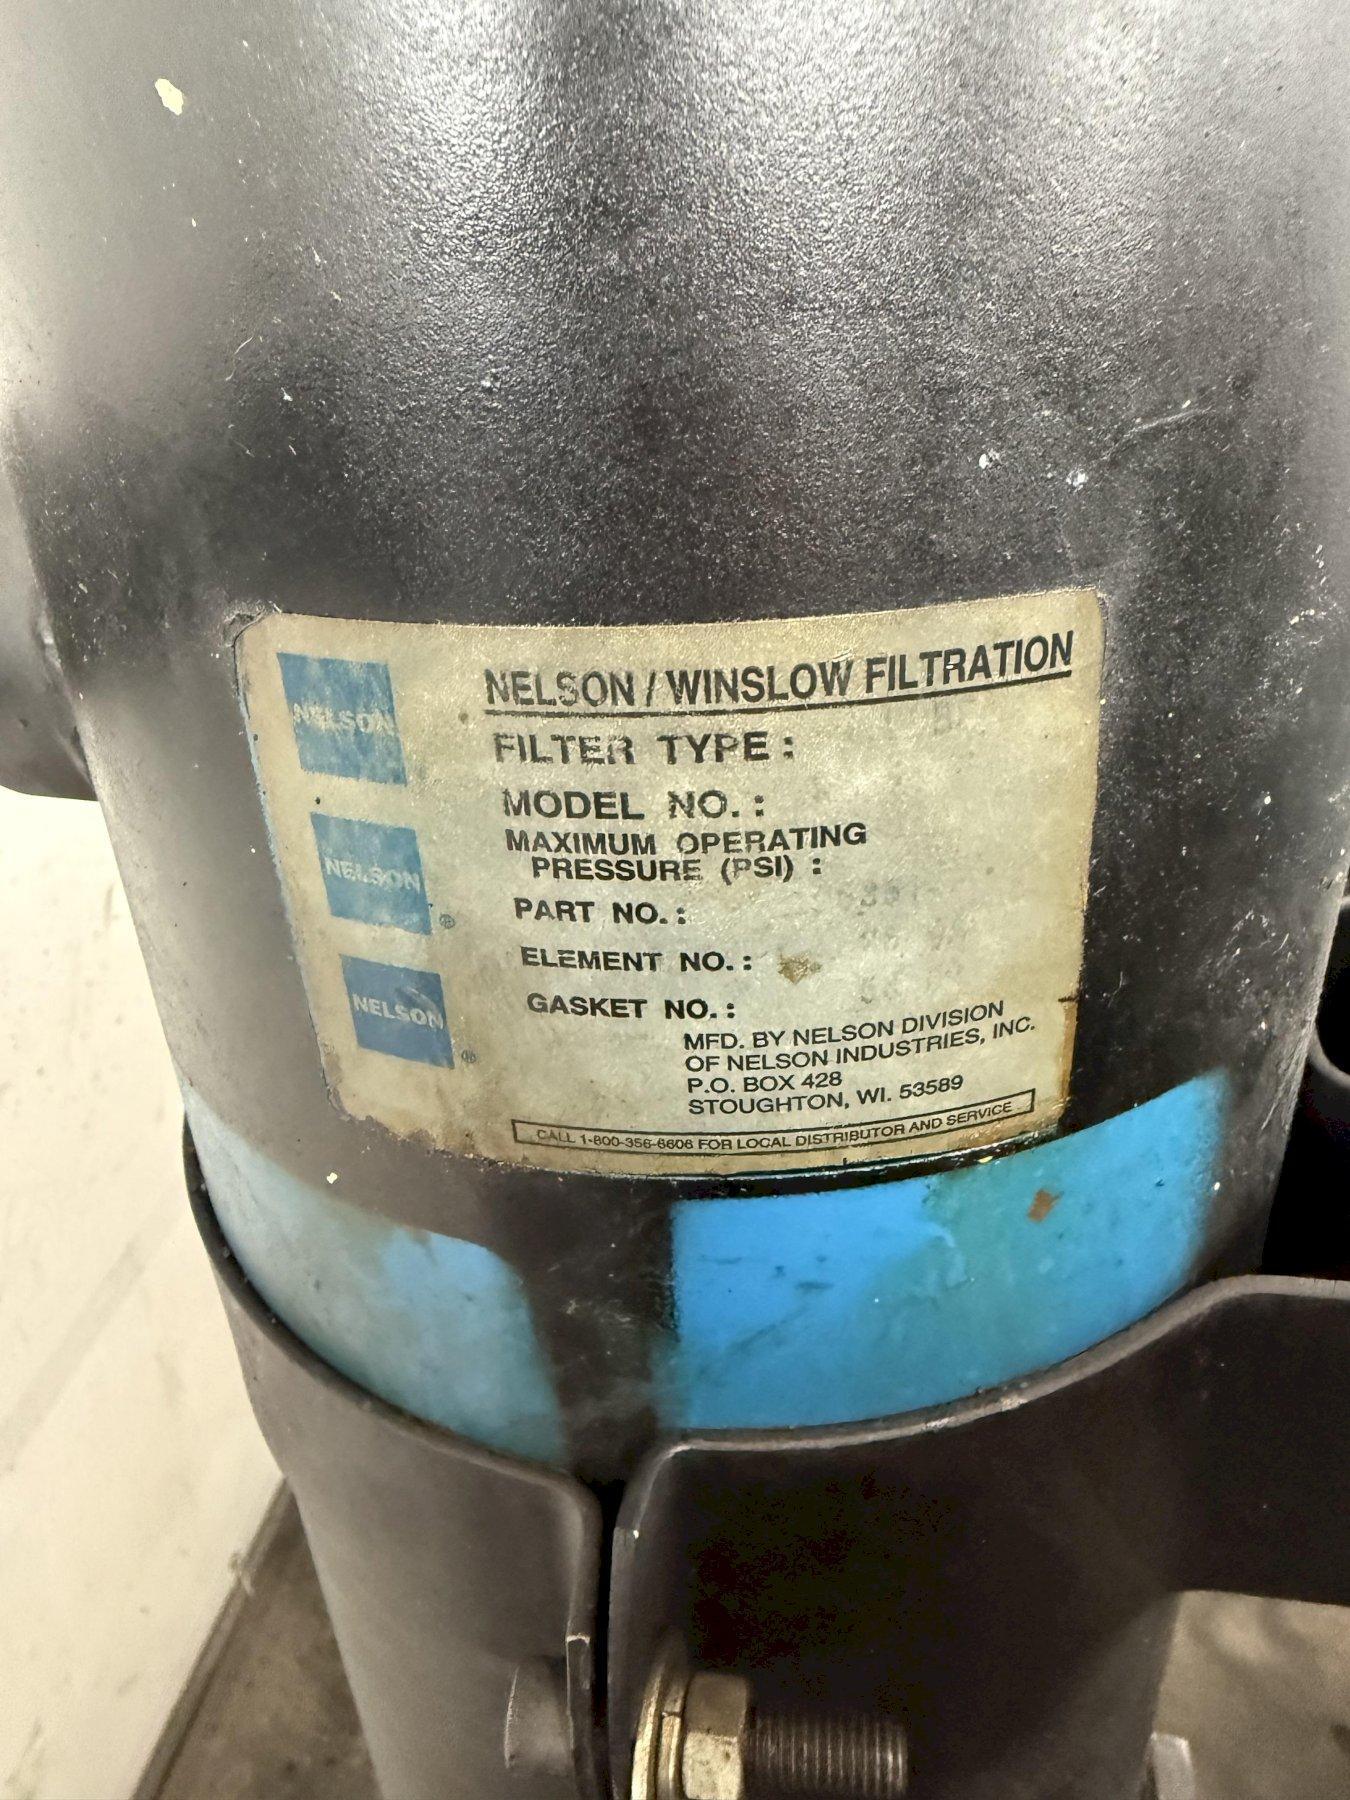 NELSON / WINSLOW FILTRATION
FILTER TYPE :
MODEL NO. :
MAXIMUM OPERATING
PRESSURE (PSI) :
PART NO. :
ELEMENT NO. :
GASKET NO. :
MFD. BY NELSON DIVISION
OF NELSON INDUSTRIES, INC.
P.O. BOX 428
STOUGHTON, WI. 53589
CALL 1-800-356-6606 FOR LOCAL DISTRIBUTOR AND SERVICE
NELSON
NELSON ®
NELSON ®